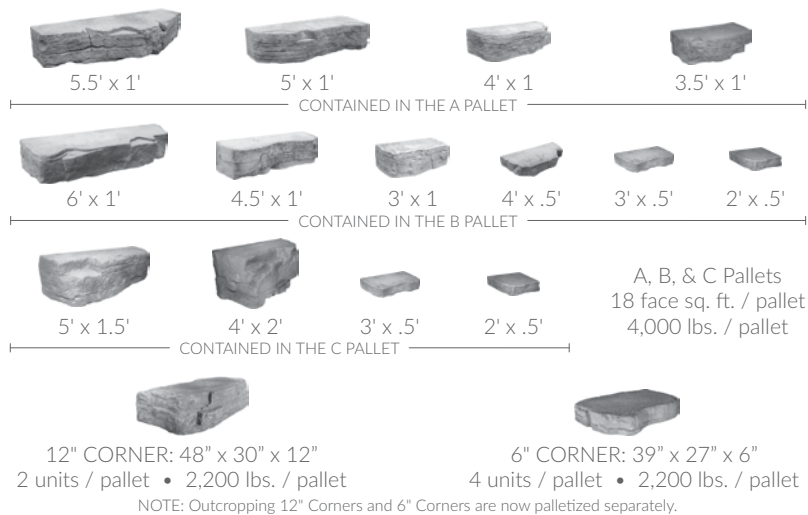 5.5' x 1' 5' x 1' 4' x 1 3.5' x 1'
CONTAINED IN THE A PALLET
6' x 1' 4.5' x 1' 3' x 1 4' x .5' 3' x .5' 2' x .5'
CONTAINED IN THE B PALLET
5' x 1.5' 4' x 2' 3' x .5' 2' x .5'
CONTAINED IN THE C PALLET
A, B, & C Pallets
18 face sq. ft. / pallet
4,000 lbs. / pallet
12" CORNER: 48” x 30” x 12”
2 units / pallet • 2,200 lbs. / pallet
6" CORNER: 39” x 27” x 6”
4 units / pallet • 2,200 lbs. / pallet
NOTE: Outcropping 12" Corners and 6" Corners are now palletized separately.